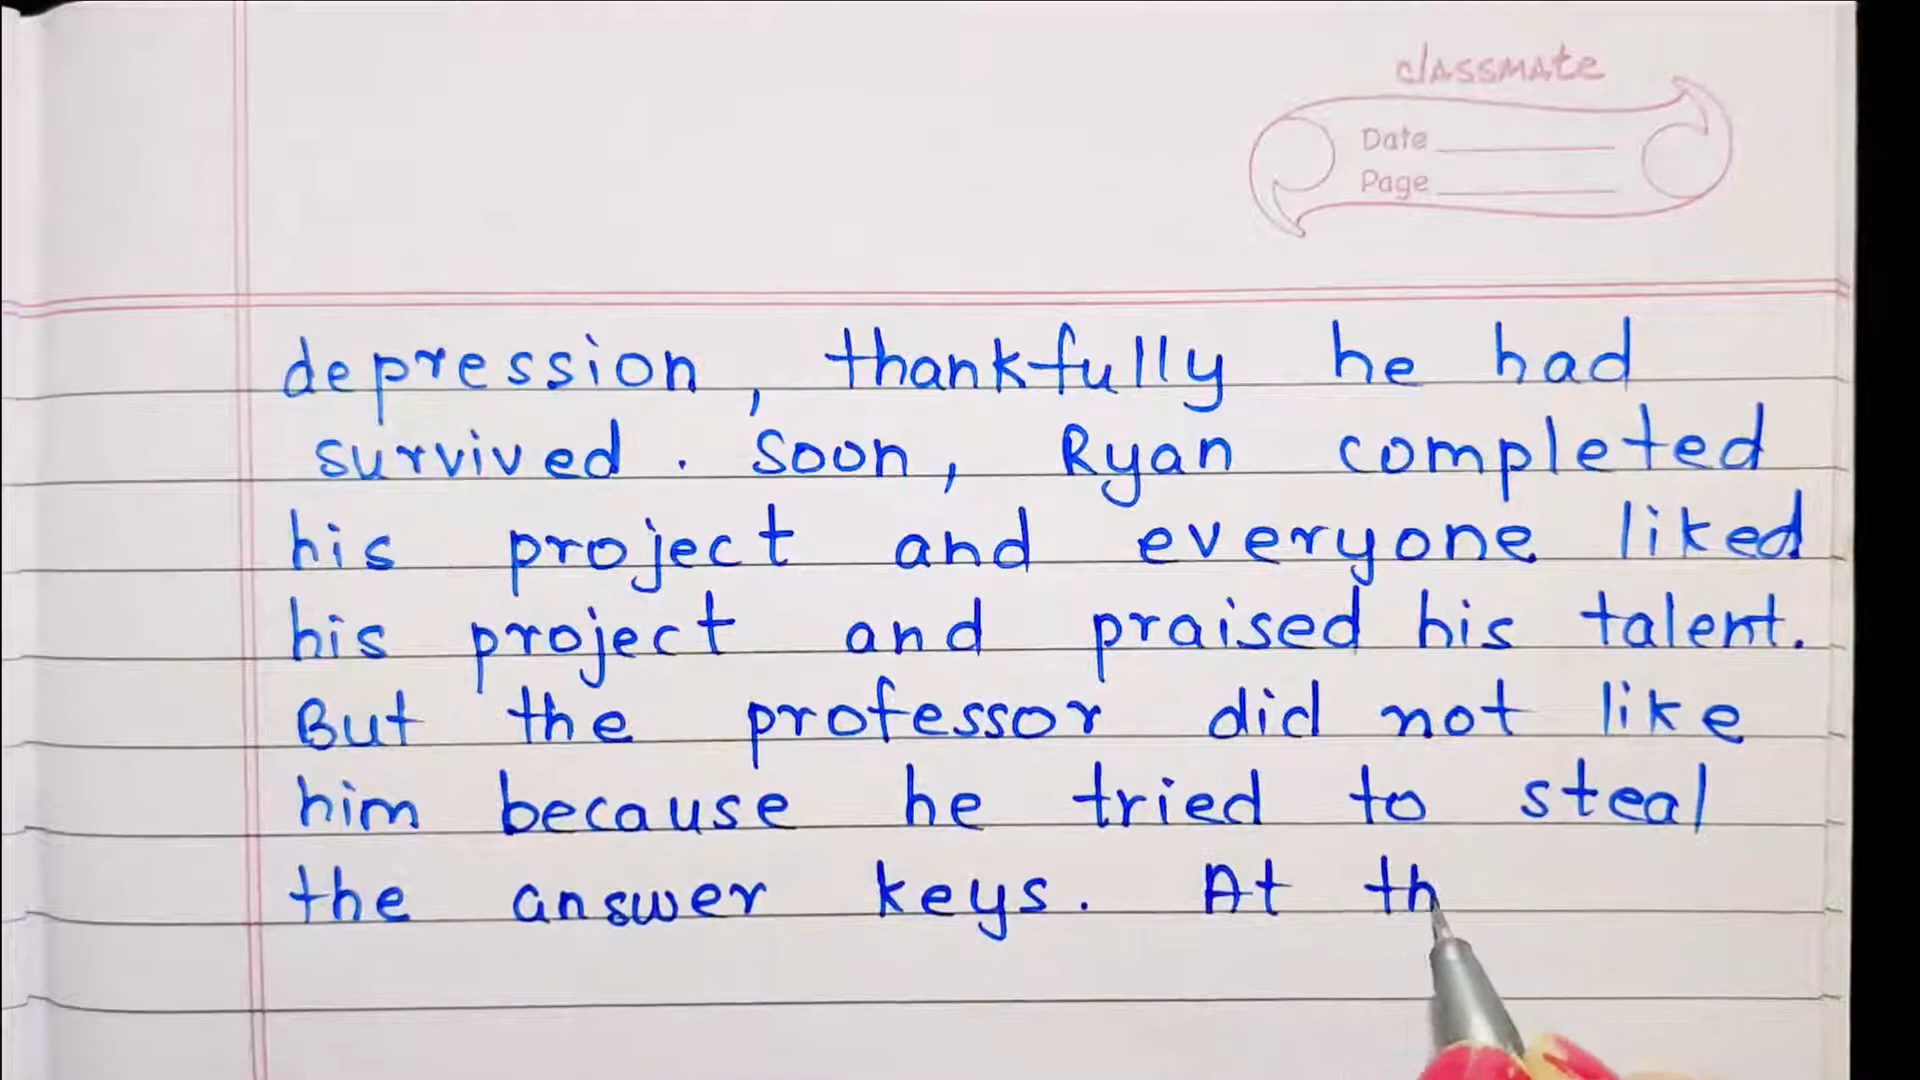 classmate
Date
Page
depression, thankfully he had
survived. Soon, Ryan completed
his project and everyone liked
his project and praised his talent.
But the professor did not like
him because he tried to steal
the answer keys. At th